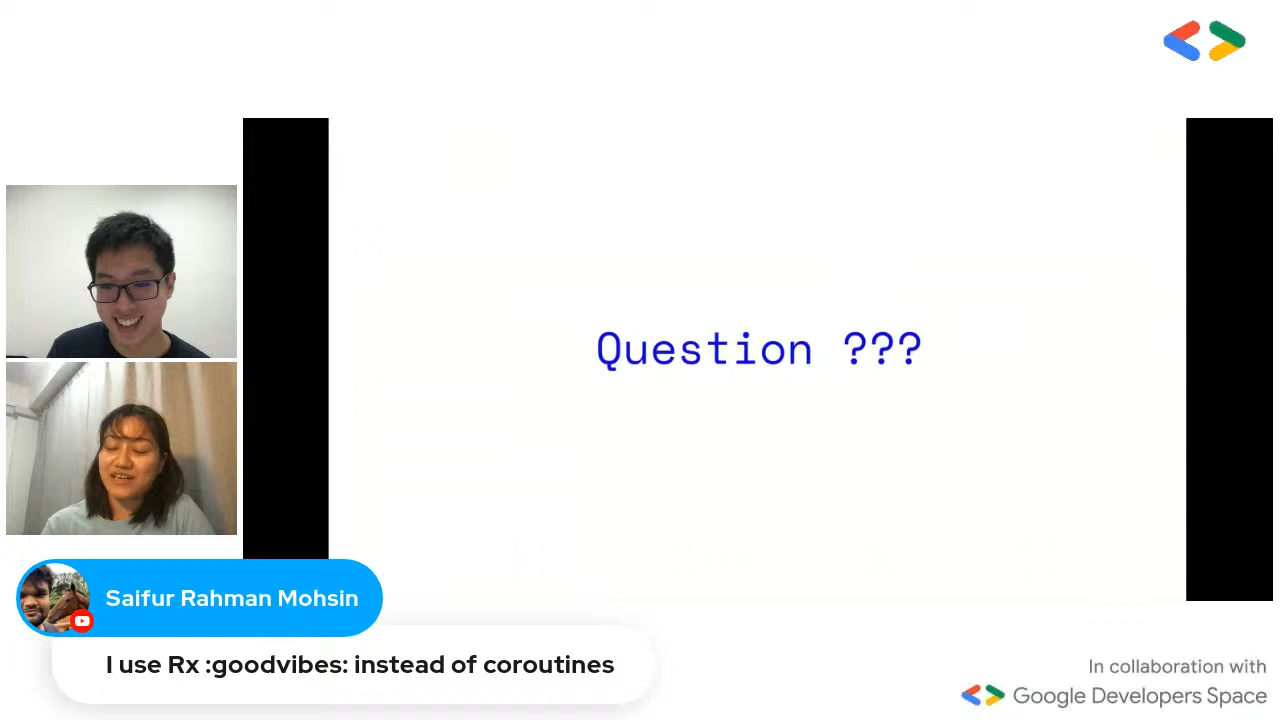 Question ???
Saifur Rahman Mohsin
I use Rx :goodvibes: instead of coroutines
In collaboration with
Google Developers Space